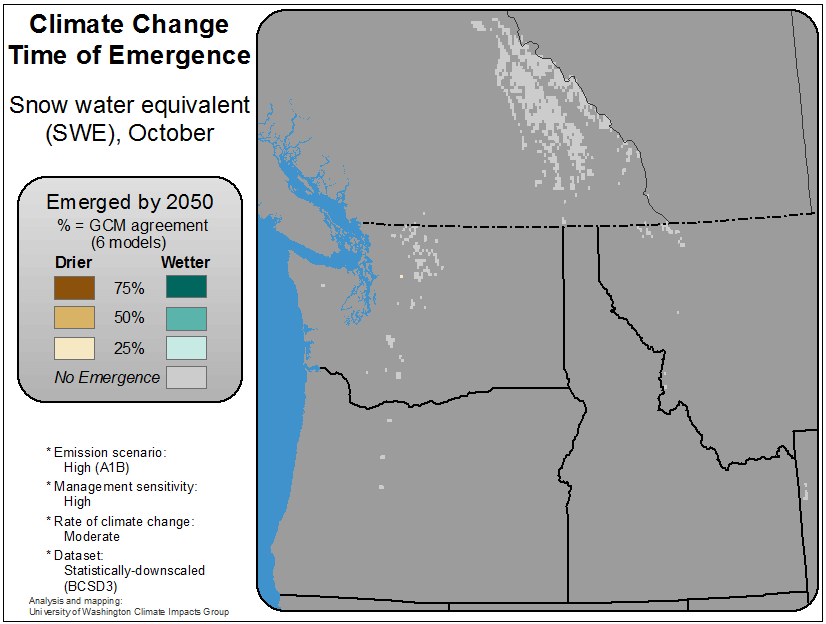 Climate Change
Time of Emergence
Snow water equivalent
(SWE), October
Emerged by 2050
% = GCM agreement
(6 models)
Drier Wetter
75%
50%
25%
No Emergence
* Emission scenario:
High (A1B)
* Management sensitivity:
High
* Rate of climate change:
Moderate
* Dataset:
Statistically-downscaled
(BCSD3)
Analysis and mapping:
University of Washington Climate Impacts Group